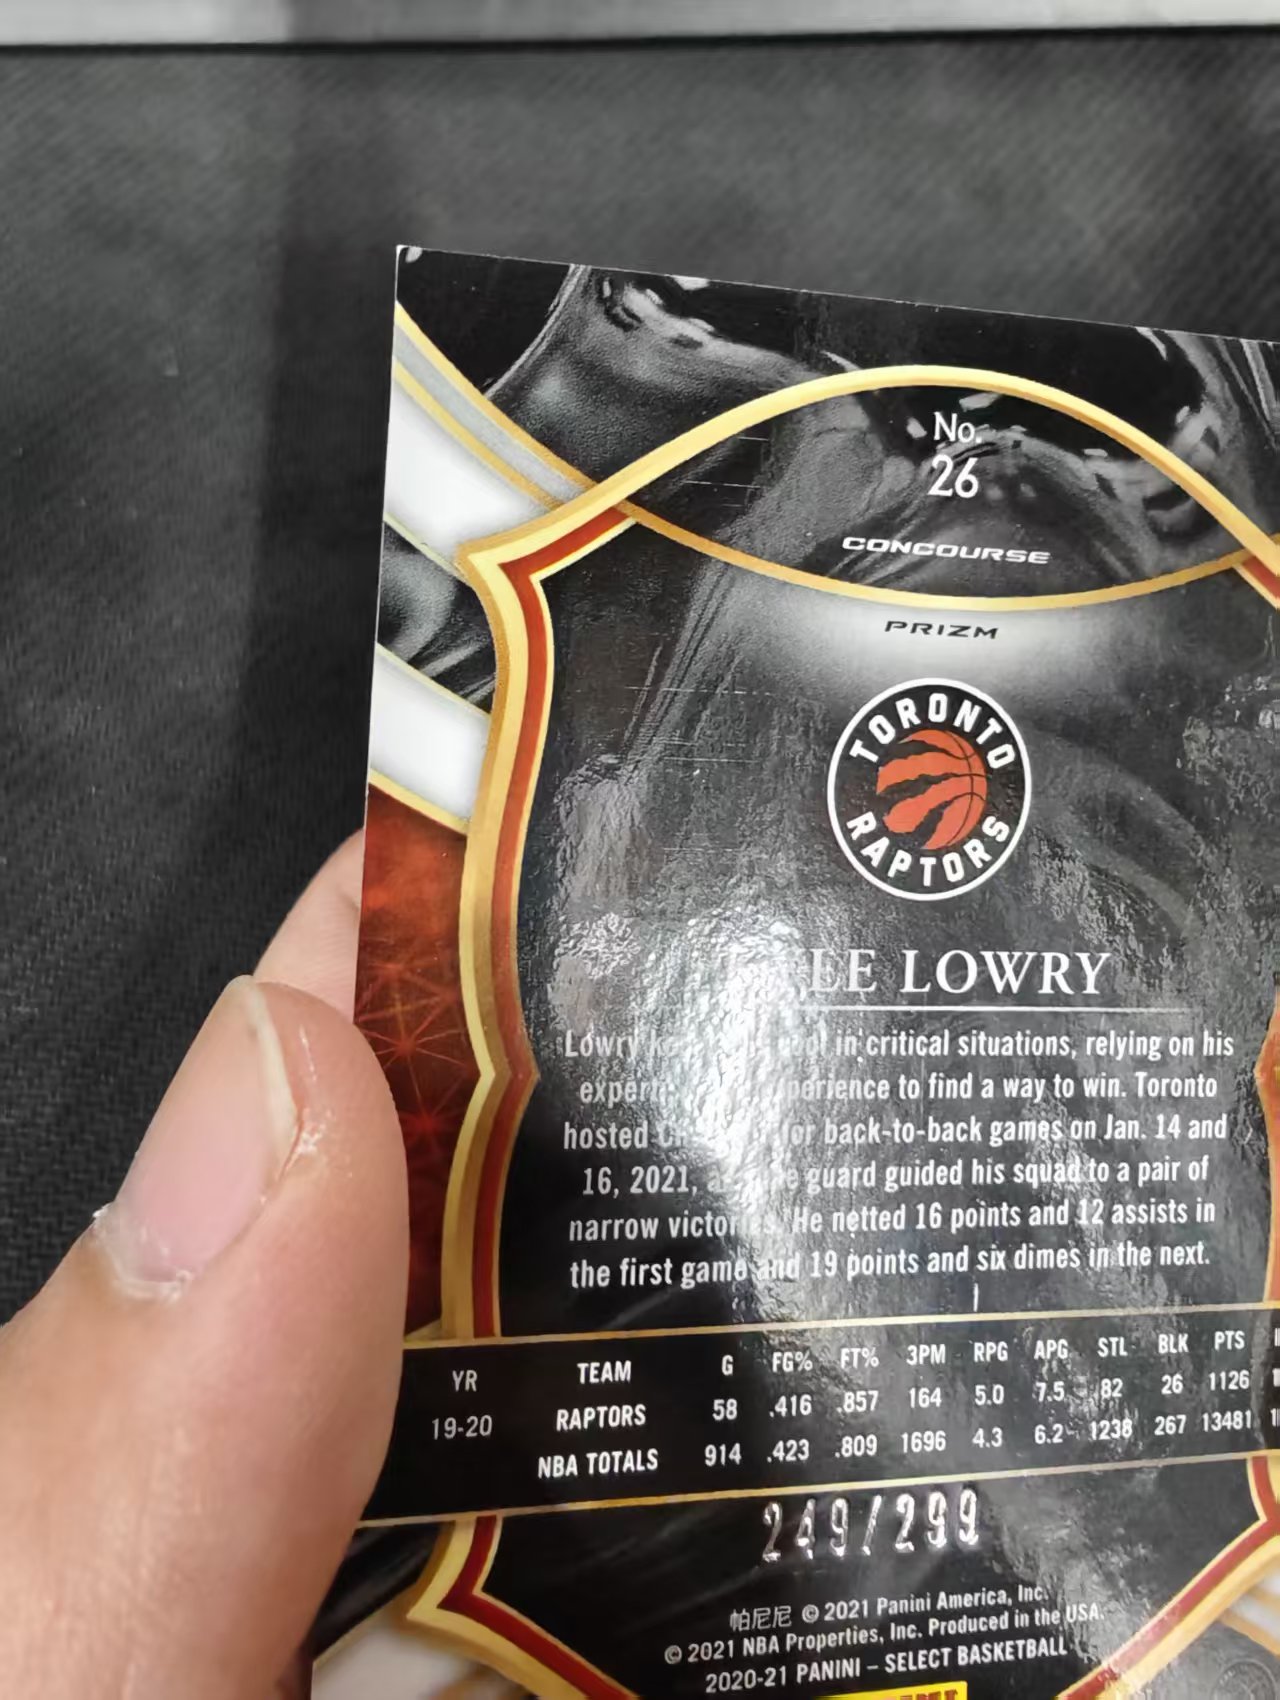 No.
26
CONCOURSE
PRIZM
TORONTO
RAPTORS
LOWRY
Lowry in critical situations, relying on his
to find a way to win. Toronto
hosted for back-to-back games on Jan. 14 and
16, 2021, guard guided his squad to a pair of
narrow victories. He netted 16 points and 12 assists in
the first game and 19 points and six dimes in the next.
YR TEAM G FG% FT% 3PM RPG APG STL BLK PTS
19-20 RAPTORS 58 .416 .857 164 5.0 7.5 82 26 1126
NBA TOTALS 914 .423 .809 1696 4.3 6.2 1238 267 13481
249/299
帕尼尼 © 2021 Panini America, Inc.
© 2021 NBA Properties, Inc. Produced in the USA.
2020-21 PANINI – SELECT BASKETBALL